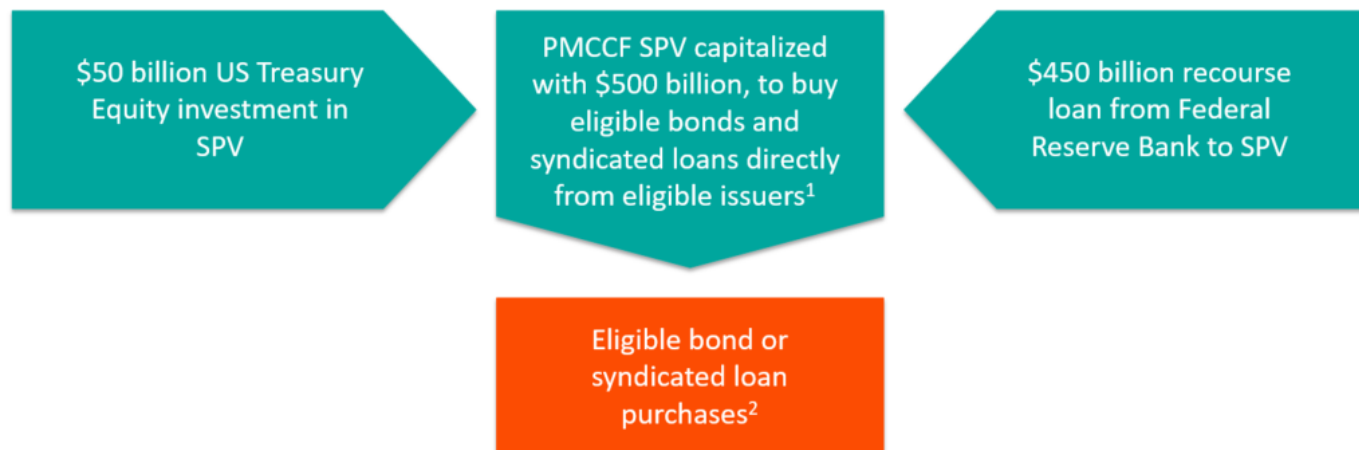 $50 billion US Treasury
Equity investment in
SPV
PMCCF SPV capitalized
with $500 billion, to buy
eligible bonds and
syndicated loans directly
from eligible issuers¹
$450 billion recourse
loan from Federal
Reserve Bank to SPV
Eligible bond or
syndicated loan
purchases²